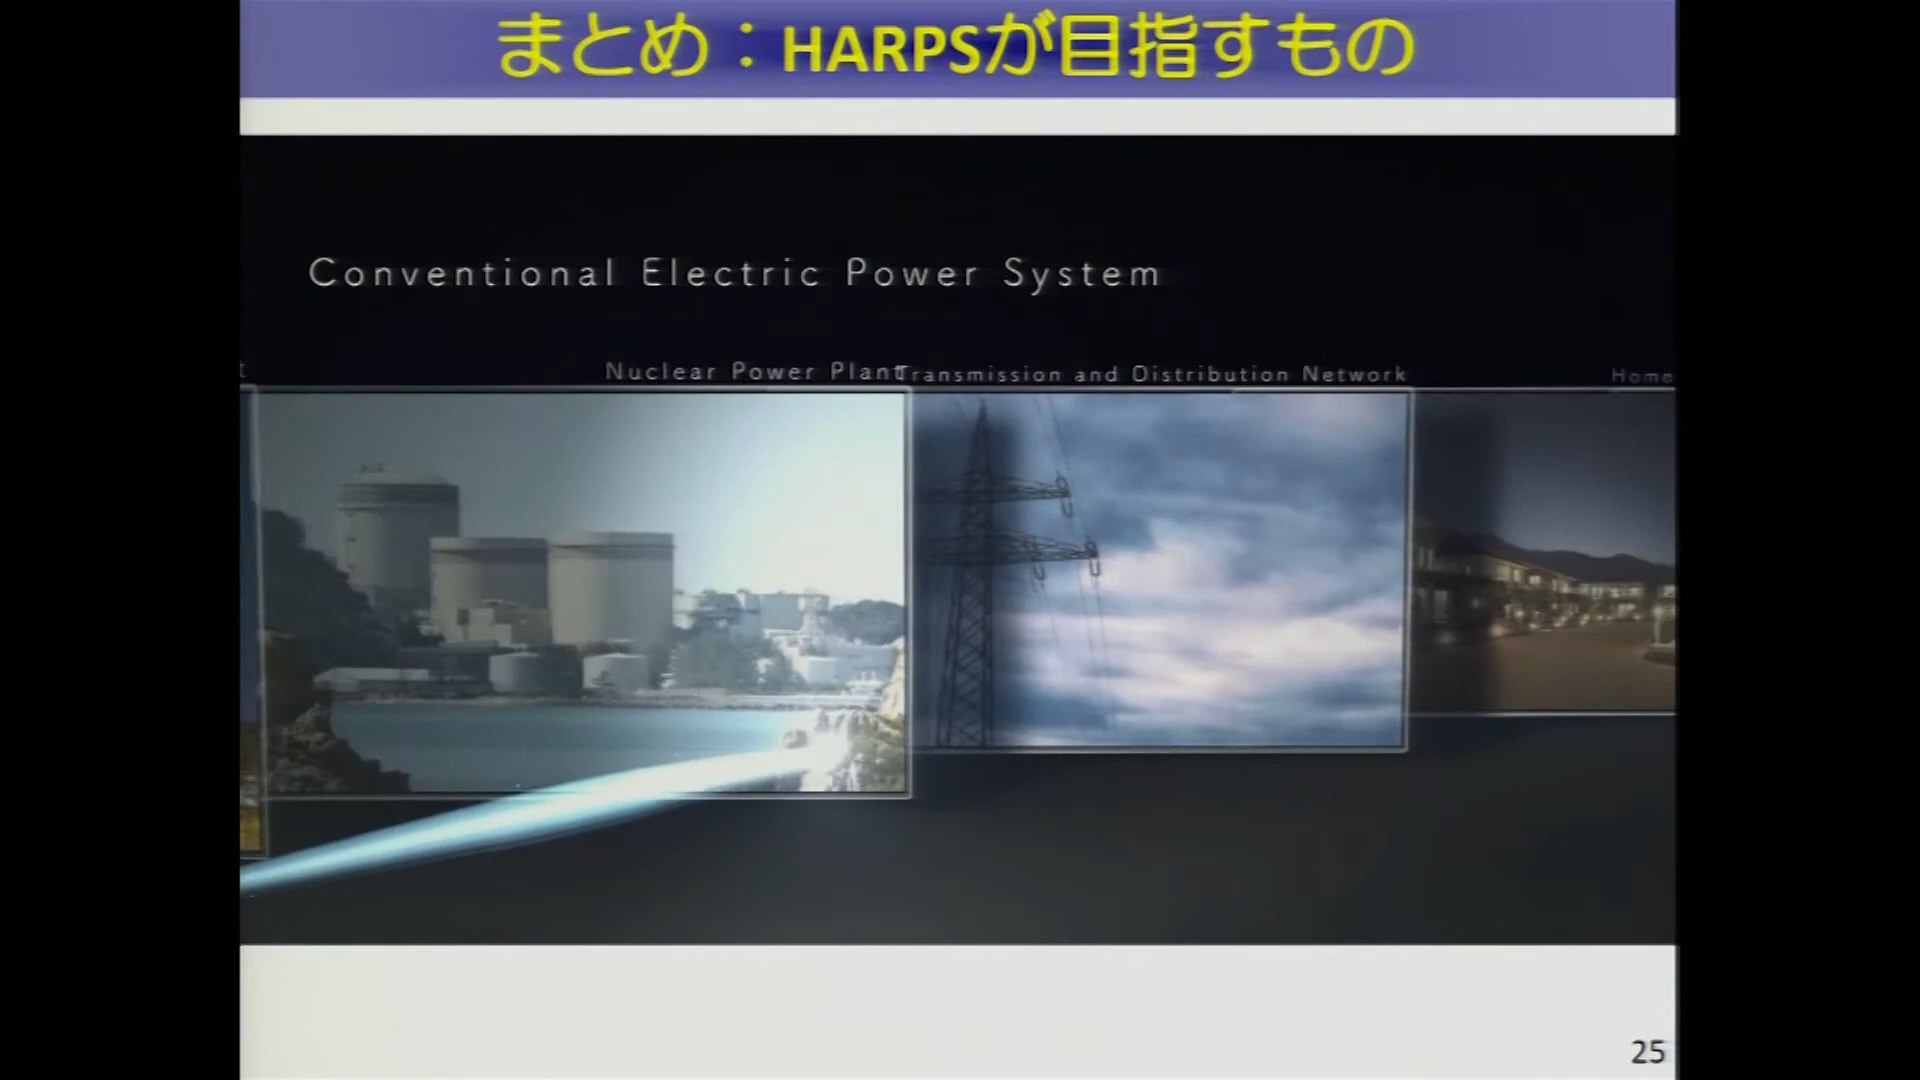 まとめ：HARPSが目指すもの
Conventional Electric Power System
t
Nuclear Power Plant
Transmission and Distribution Network
Home
25